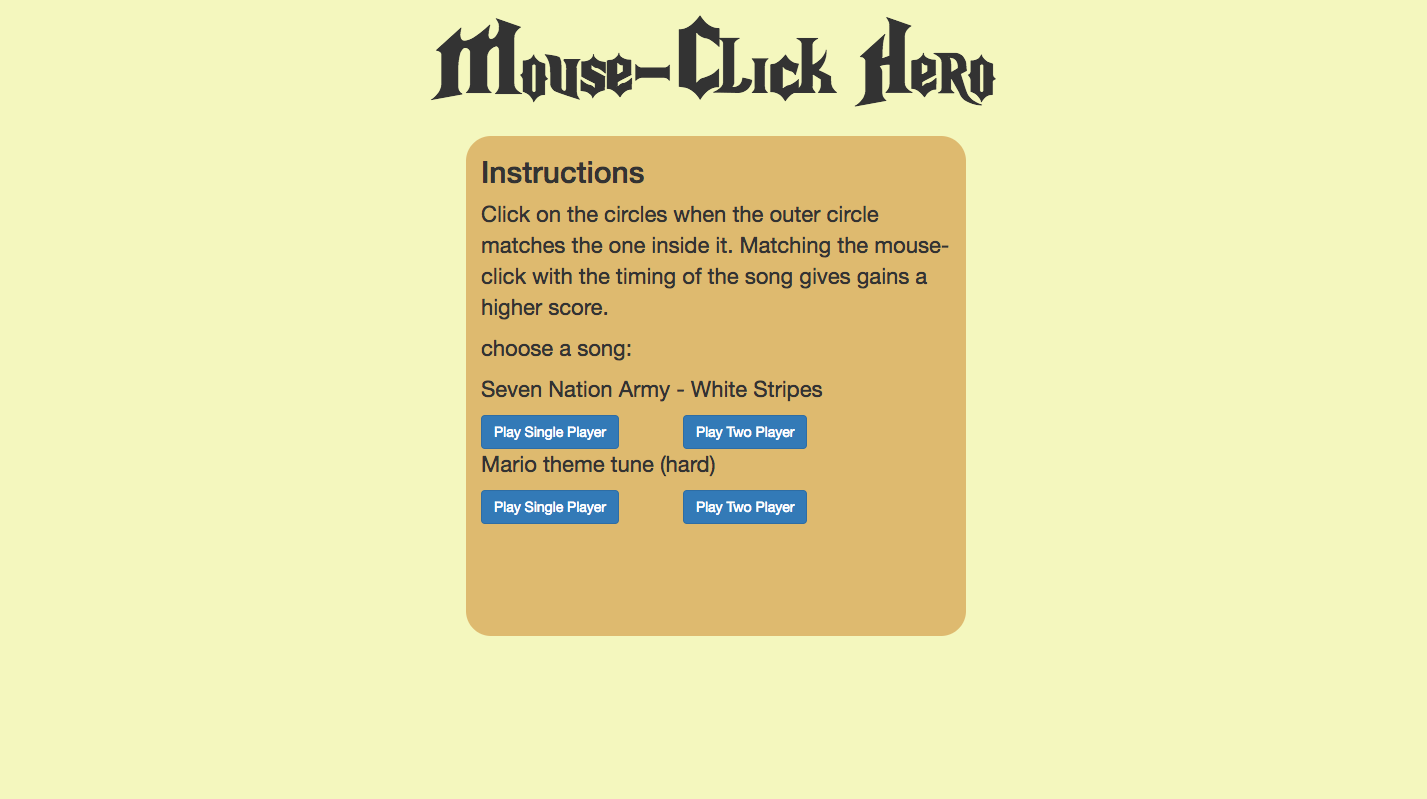 Mouse-Click Hero
Instructions
Click on the circles when the outer circle
matches the one inside it. Matching the mouse-
click with the timing of the song gives gains a
higher score.
choose a song:
Seven Nation Army - White Stripes
Play Single Player Play Two Player
Mario theme tune (hard)
Play Single Player Play Two Player